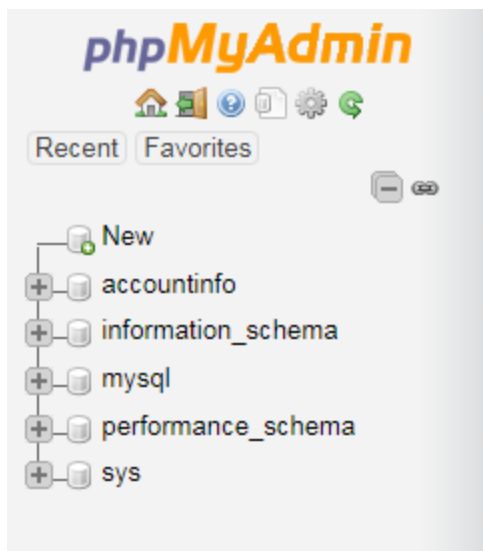 phpMyAdmin
Recent Favorites
New
accountinfo
information_schema
mysql
performance_schema
sys